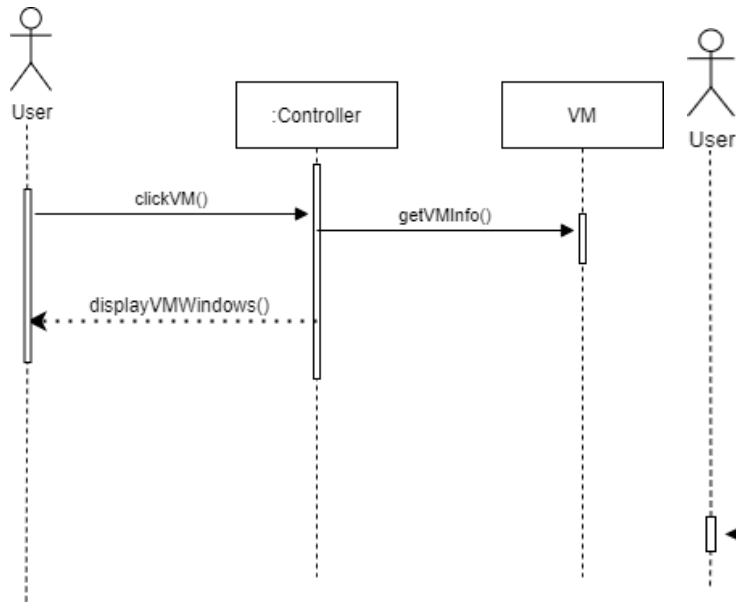 User
:Controller
VM
User
clickVM()
getVMInfo()
displayVMWindows()